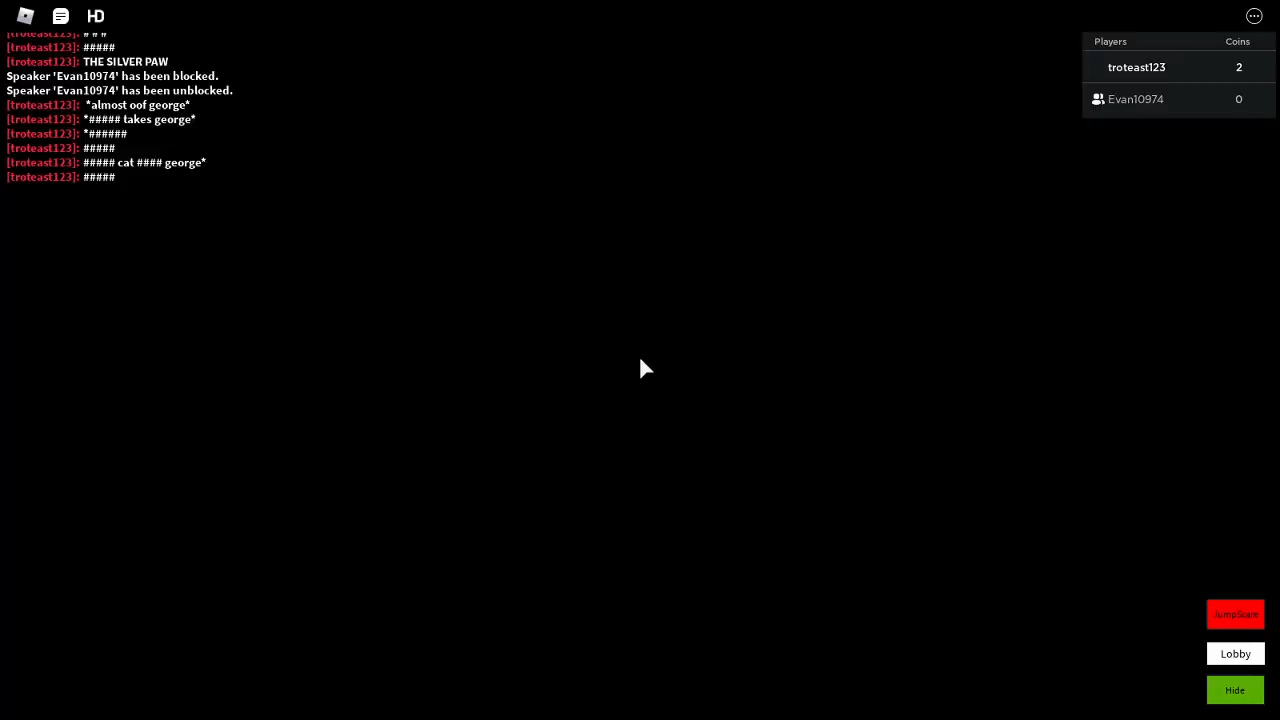 HD
[troteast123]: # # #
[troteast123]: #####
[troteast123]: THE SILVER PAW
Speaker 'Evan10974' has been blocked.
Speaker 'Evan10974' has been unblocked.
[troteast123]: *almost oof george*
[troteast123]: *##### takes george*
[troteast123]: *######
[troteast123]: #####
[troteast123]: ##### cat #### george*
[troteast123]: #####
Players Coins
troteast123 2
Evan10974 0
JumpScare
Lobby
Hide